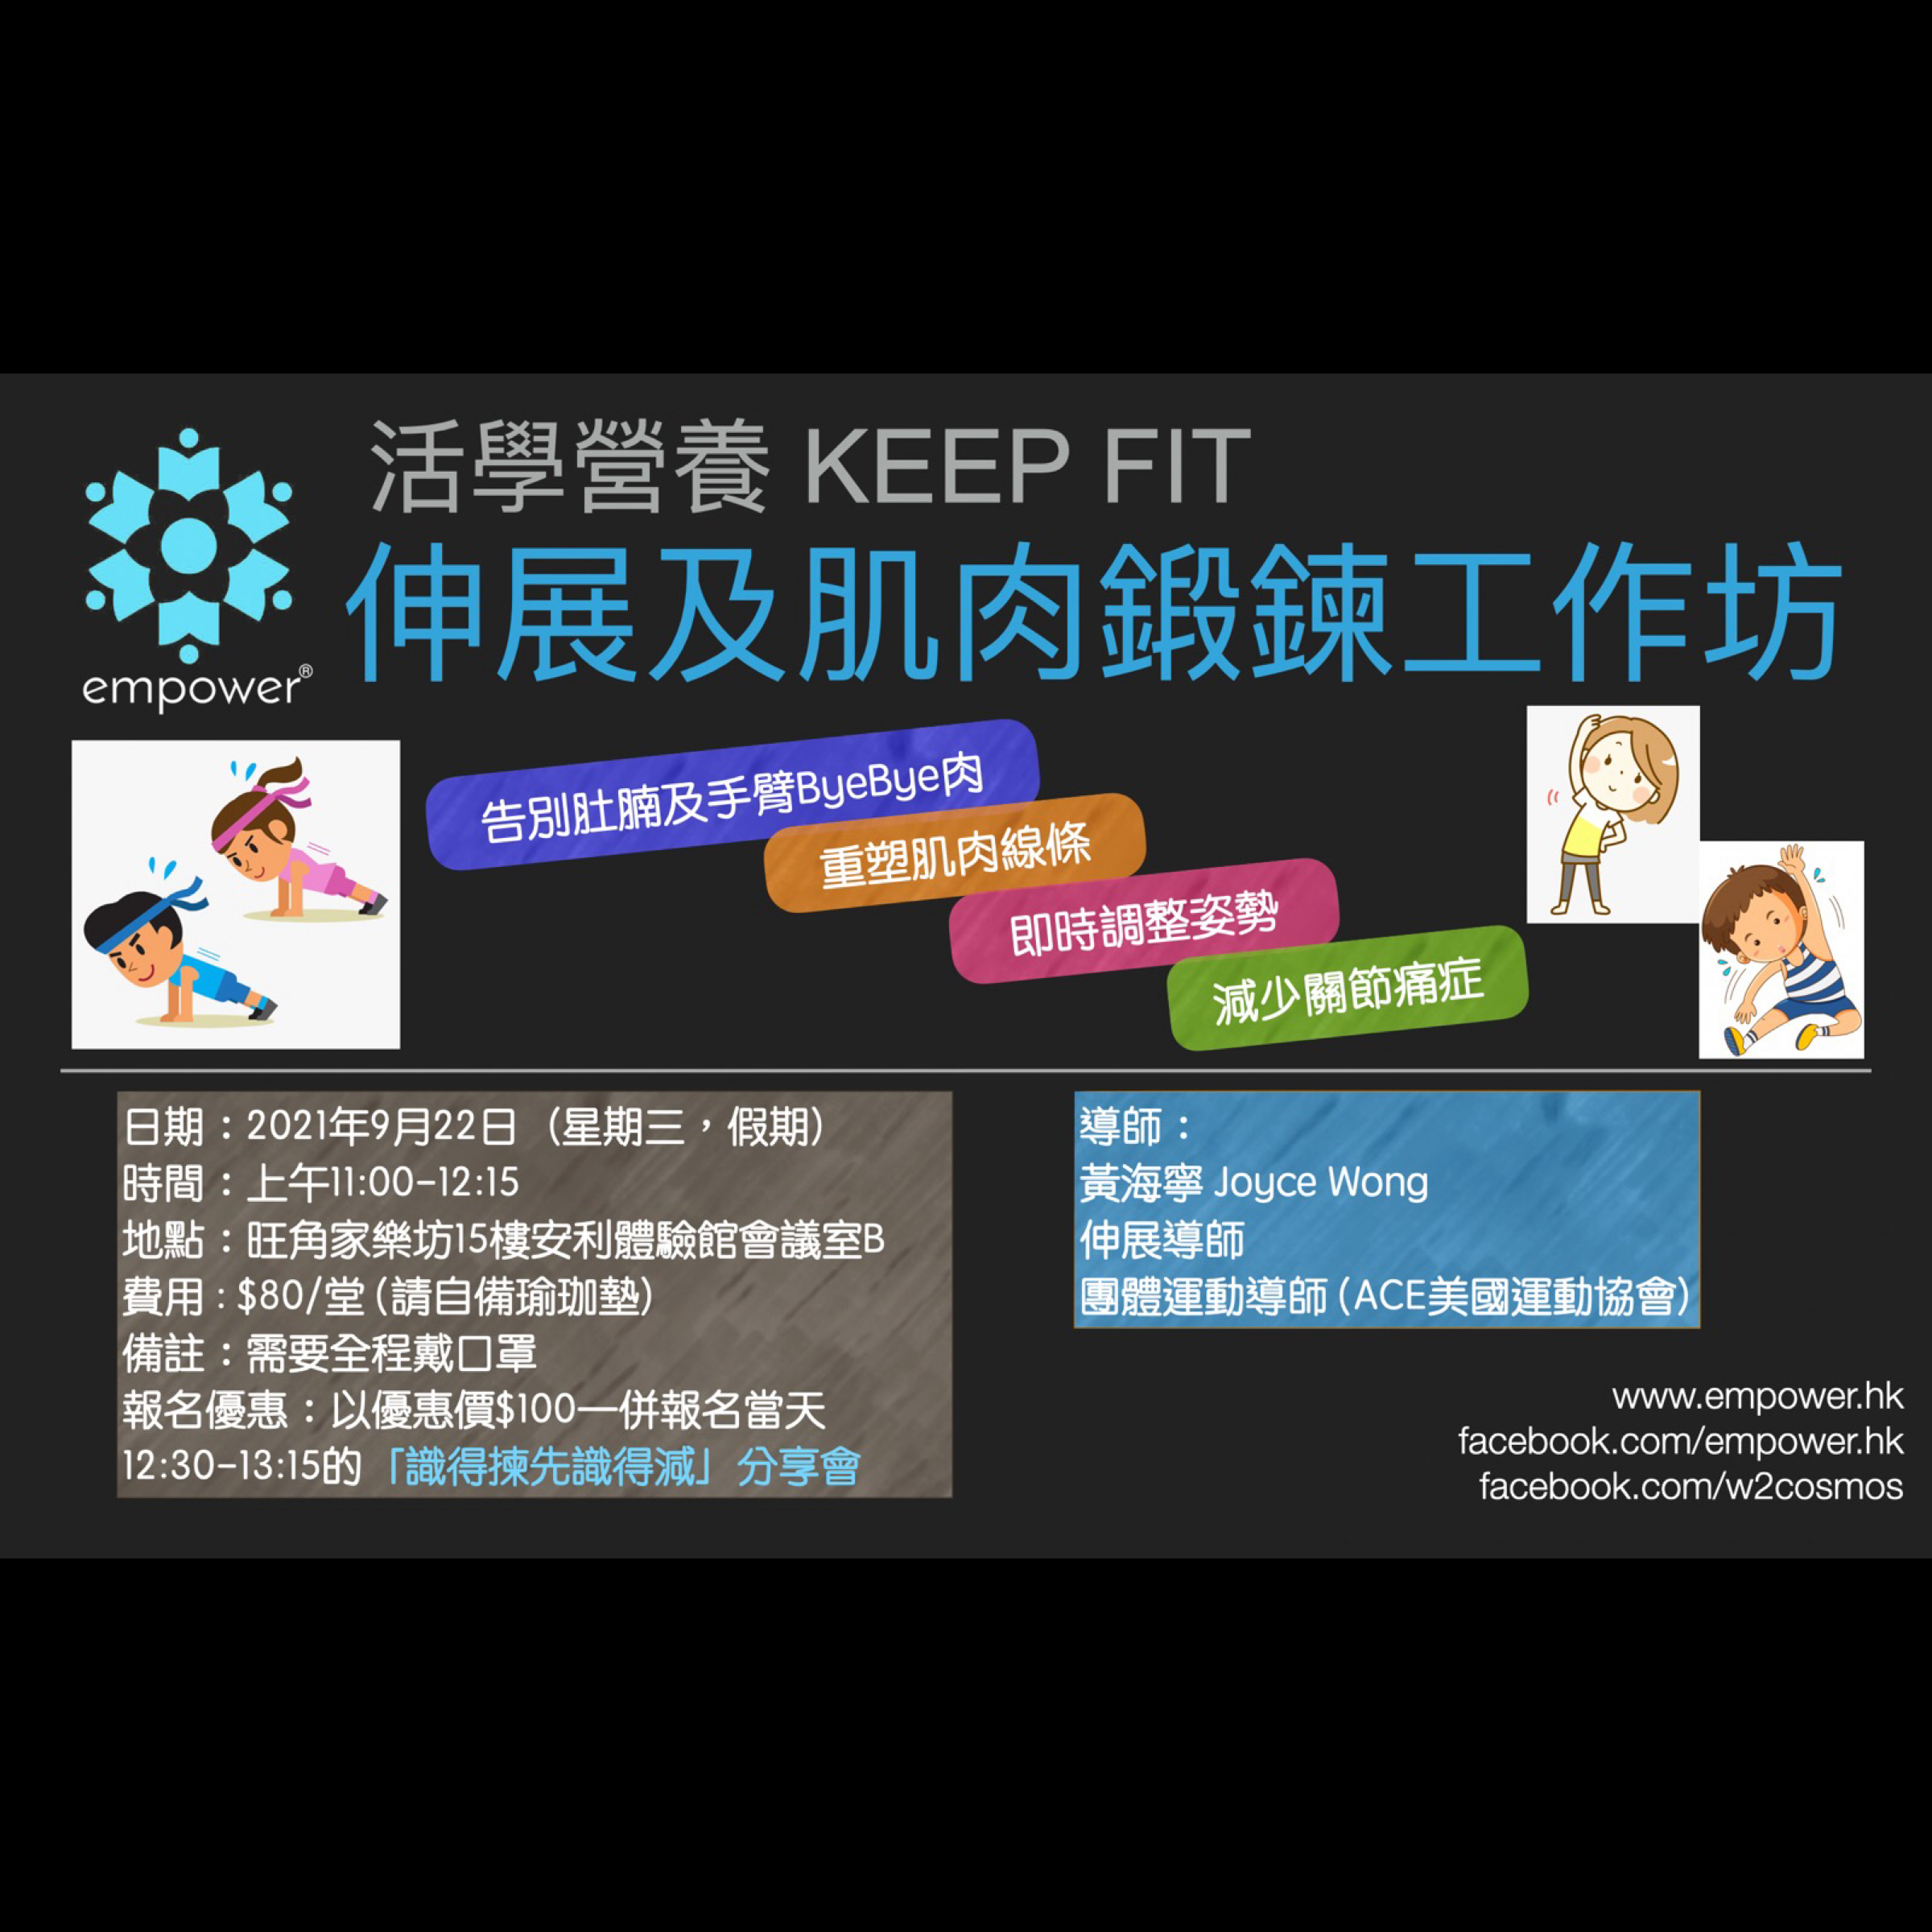 活學營養 KEEP FIT
伸展及肌肉鍛鍊工作坊
empower®
告別肚腩及手臂ByeBye肉
重塑肌肉線條
即時調整姿勢
減少關節痛症
日期：2021年9月22日（星期三，假期）
時間：上午11:00-12:15
地點：旺角家樂坊15樓安利體驗館會議室B
費用：$80/堂（請自備瑜珈墊）
備註：需要全程戴口罩
報名優惠：以優惠價$100一併報名當天
12:30-13:15的「識得揀先識得減」分享會
導師：
黃海寧 Joyce Wong
伸展導師
團體運動導師（ACE美國運動協會）
www.empower.hk
facebook.com/empower.hk
facebook.com/w2cosmos